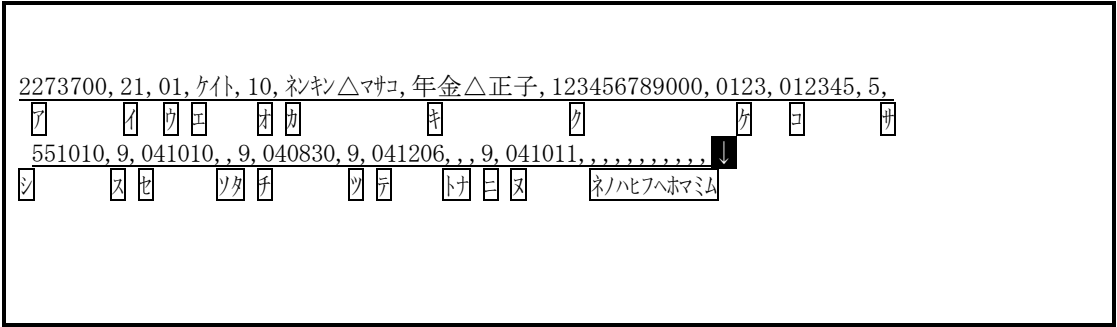 2273700,21,01,ｹｲﾄ,10,ﾈﾝｷﾝ△ﾏｻｺ,年金△正子,123456789000,0123,012345,5,
ア イ ウ エ オ カ キ ク ケ コ サ
551010,9,041010,,9,040830,9,041206,,,9,041011,,,,,,,,,,,↓
シ ス セ ソタ チ ツ テ トナ ニ ヌ ネノハヒフヘホマミム